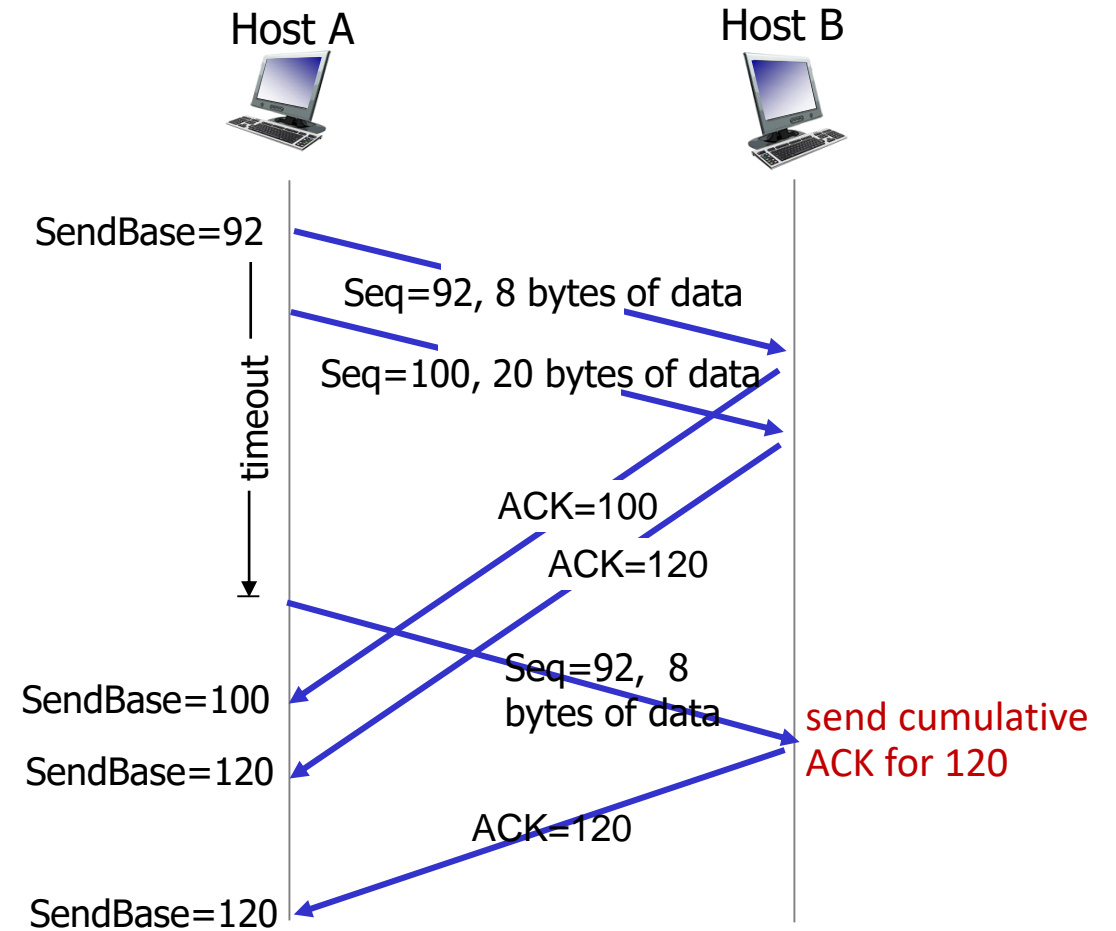 Host A
Host B
SendBase=92
Seq=92, 8 bytes of data
Seq=100, 20 bytes of data
timeout
ACK=100
ACK=120
Seq=92, 8
bytes of data
SendBase=100
send cumulative
ACK for 120
SendBase=120
ACK=120
SendBase=120